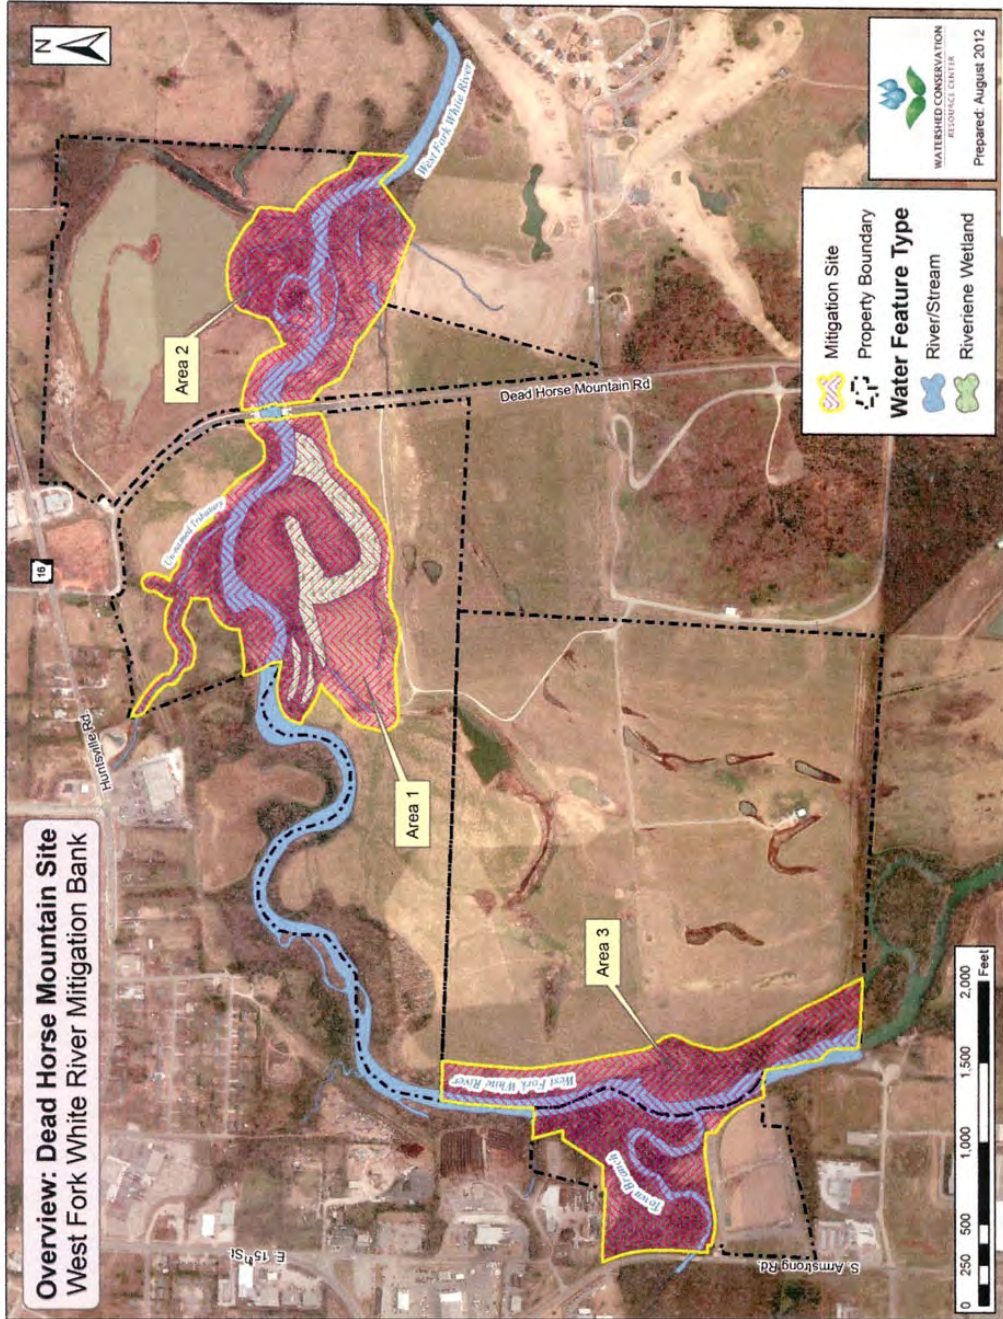 Overview: Dead Horse Mountain Site
West Fork White River Mitigation Bank
N
16
Huntsville Rd.
Un-named Tributary
Area 2
West Fork White River
Dead Horse Mountain Rd
Area 1
E. 15th St.
Area 3
West Fork White River
Town Branch
S. Armstrong Rd.
0 250 500 1,000 1,500 2,000
Feet
Mitigation Site
Property Boundary
Water Feature Type
River/Stream
Riveriene Wetland
WATERSHED CONSERVATION
RESOURCE CENTER
Prepared: August 2012